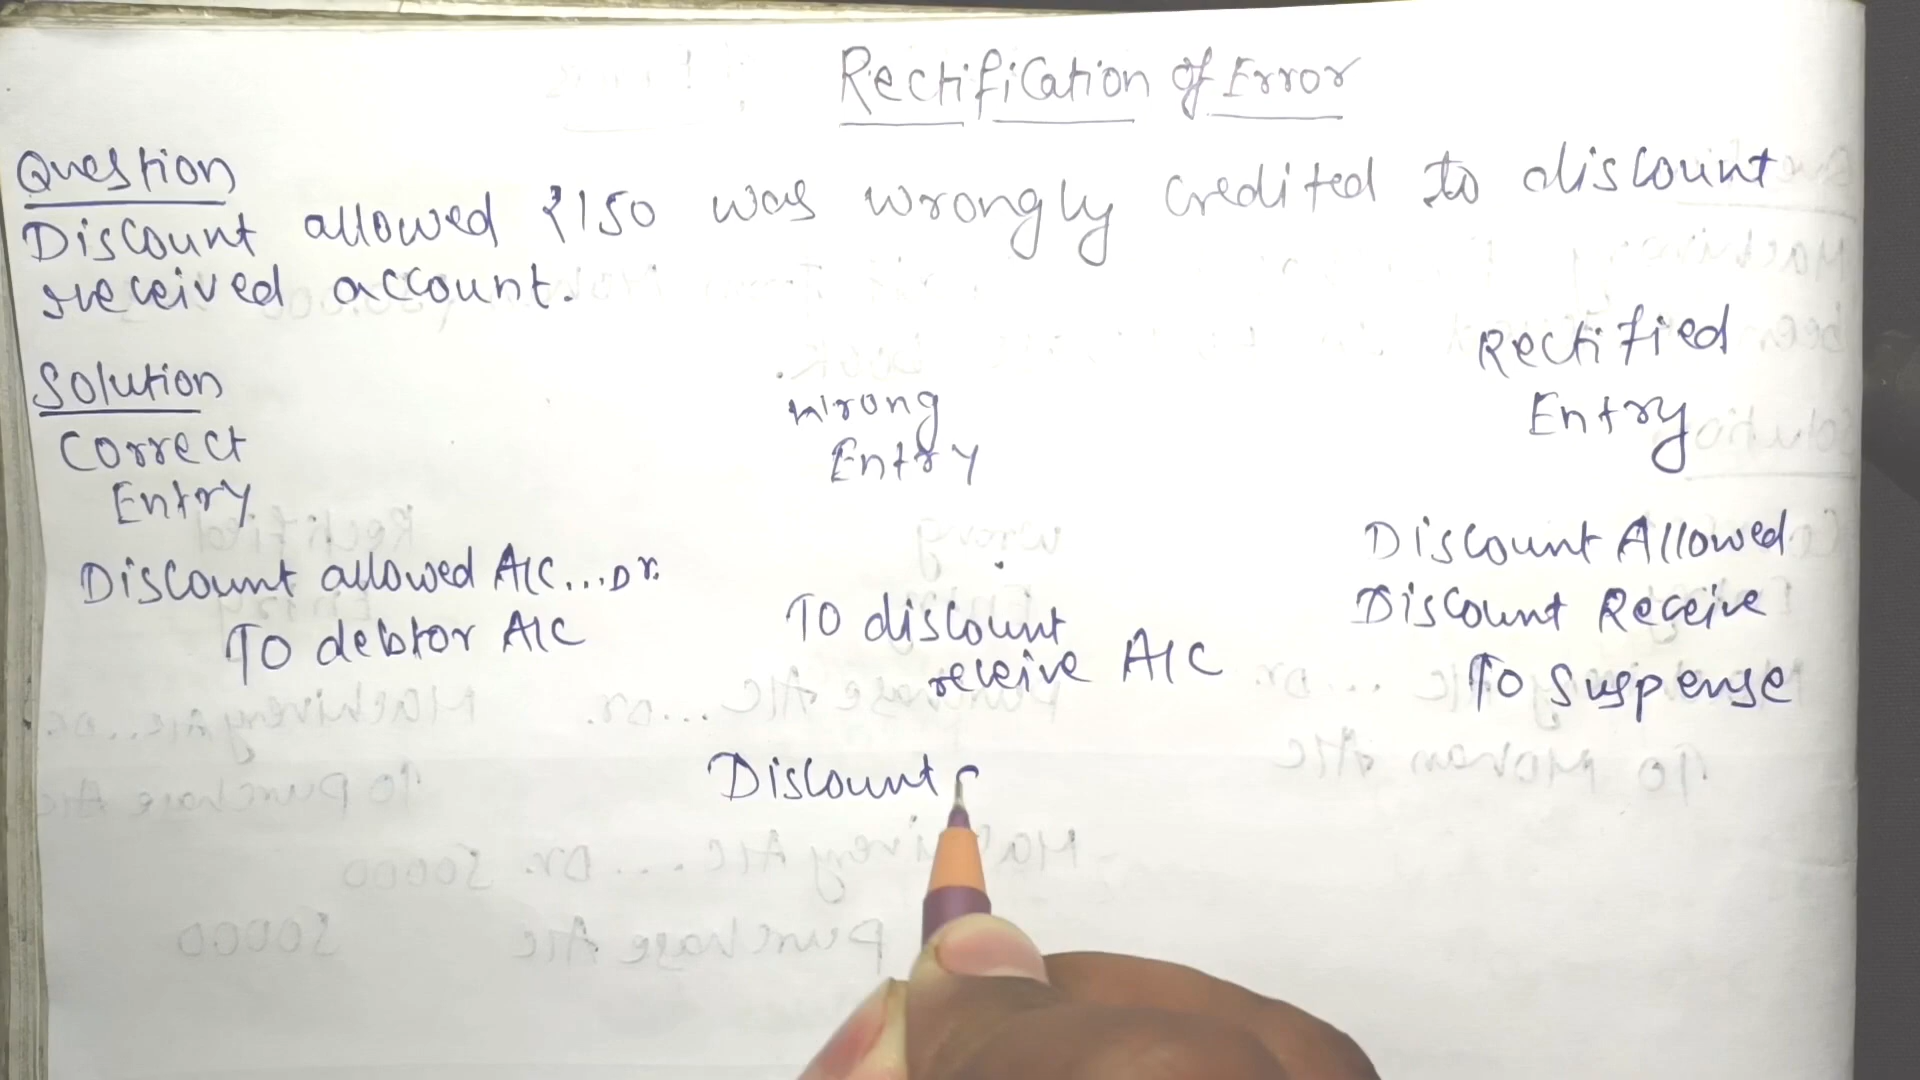 Rectification of Error
Question
Discount allowed ₹150 was wrongly credited to discount
received account.
Solution
Correct
Entry
Discount allowed A/C...Dr.
To debtor A/C
Wrong
Entry
To discount
receive A/C
Rectified
Entry
Discount Allowed
Discount Receive
To Suspense
Discount